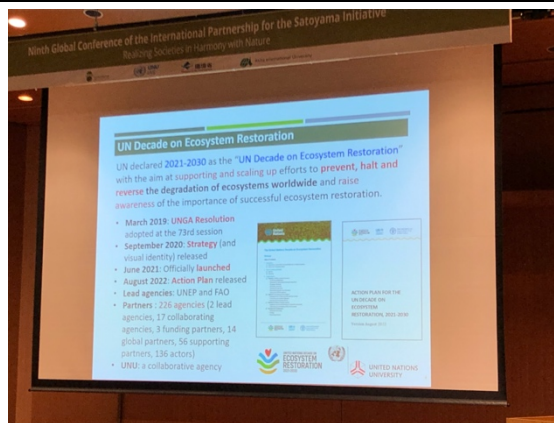 Ninth Global Conference of the International Partnership for the Satoyama Initiative
Realizing Societies in Harmony with Nature
UNU
UN Decade on Ecosystem Restoration
UN declared 2021-2030 as the "UN Decade on Ecosystem Restoration"
with the aim at supporting and scaling up efforts to prevent, halt and
reverse the degradation of ecosystems worldwide and raise
awareness of the importance of successful ecosystem restoration.
• March 2019: UNGA Resolution
adopted at the 73rd session
• September 2020: Strategy (and
visual identity) released
• June 2021: Officially launched
• August 2022: Action Plan released
• Lead agencies: UNEP and FAO
• Partners : 226 agencies (2 lead
agencies, 17 collaborating
agencies, 3 funding partners, 14
global partners, 56 supporting
partners, 136 actors)
• UNU: a collaborative agency
ACTION PLAN FOR THE
UN DECADE ON
ECOSYSTEM
RESTORATION, 2021-2030
ECOSYSTEM
RESTORATION
UNITED NATIONS
UNIVERSITY